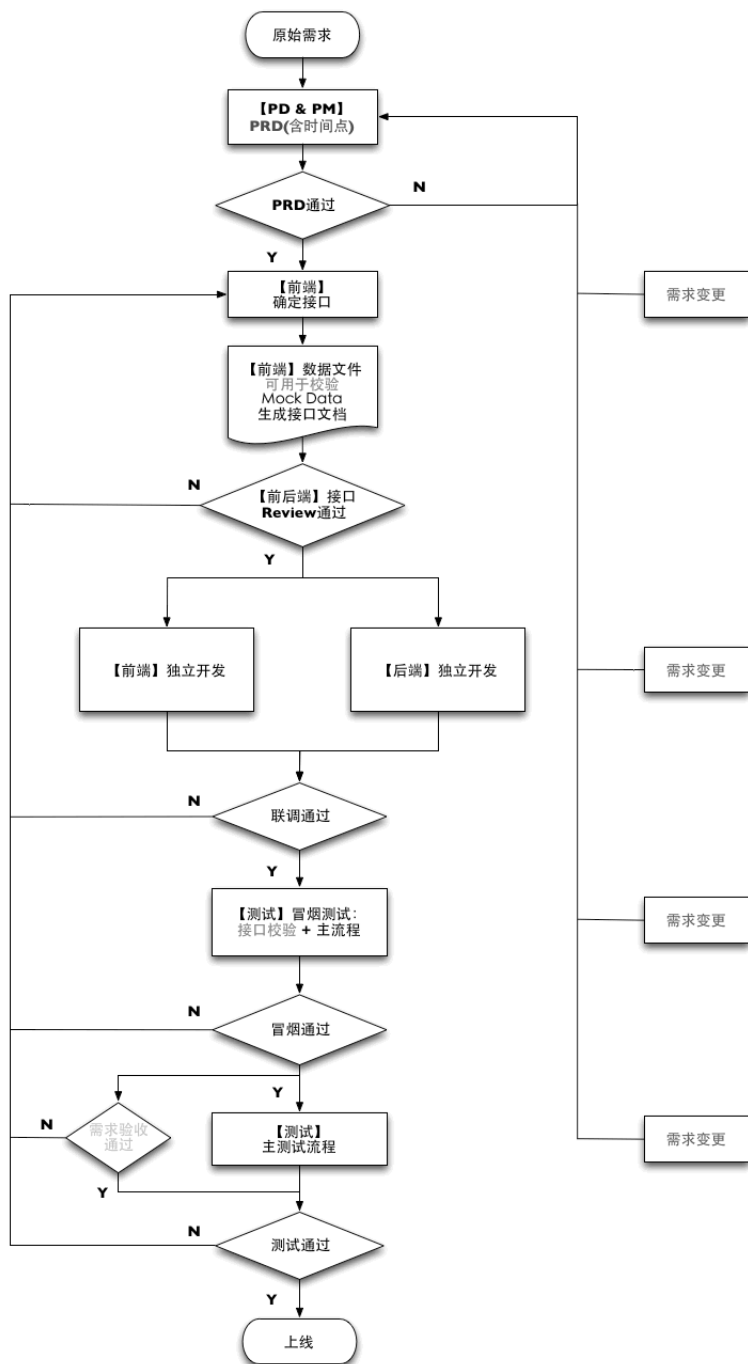 原始需求
【PD & PM】
PRD(含时间点)
N
PRD通过
Y
【前端】
确定接口
需求变更
【前端】数据文件
可用于校验
Mock Data
生成接口文档
N
【前后端】接口
Review通过
Y
【前端】独立开发
【后端】独立开发
需求变更
N
联调通过
Y
【测试】冒烟测试:
接口校验 + 主流程
需求变更
N
冒烟通过
Y
N
需求验收
通过
【测试】
主测试流程
需求变更
Y
N
测试通过
Y
上线